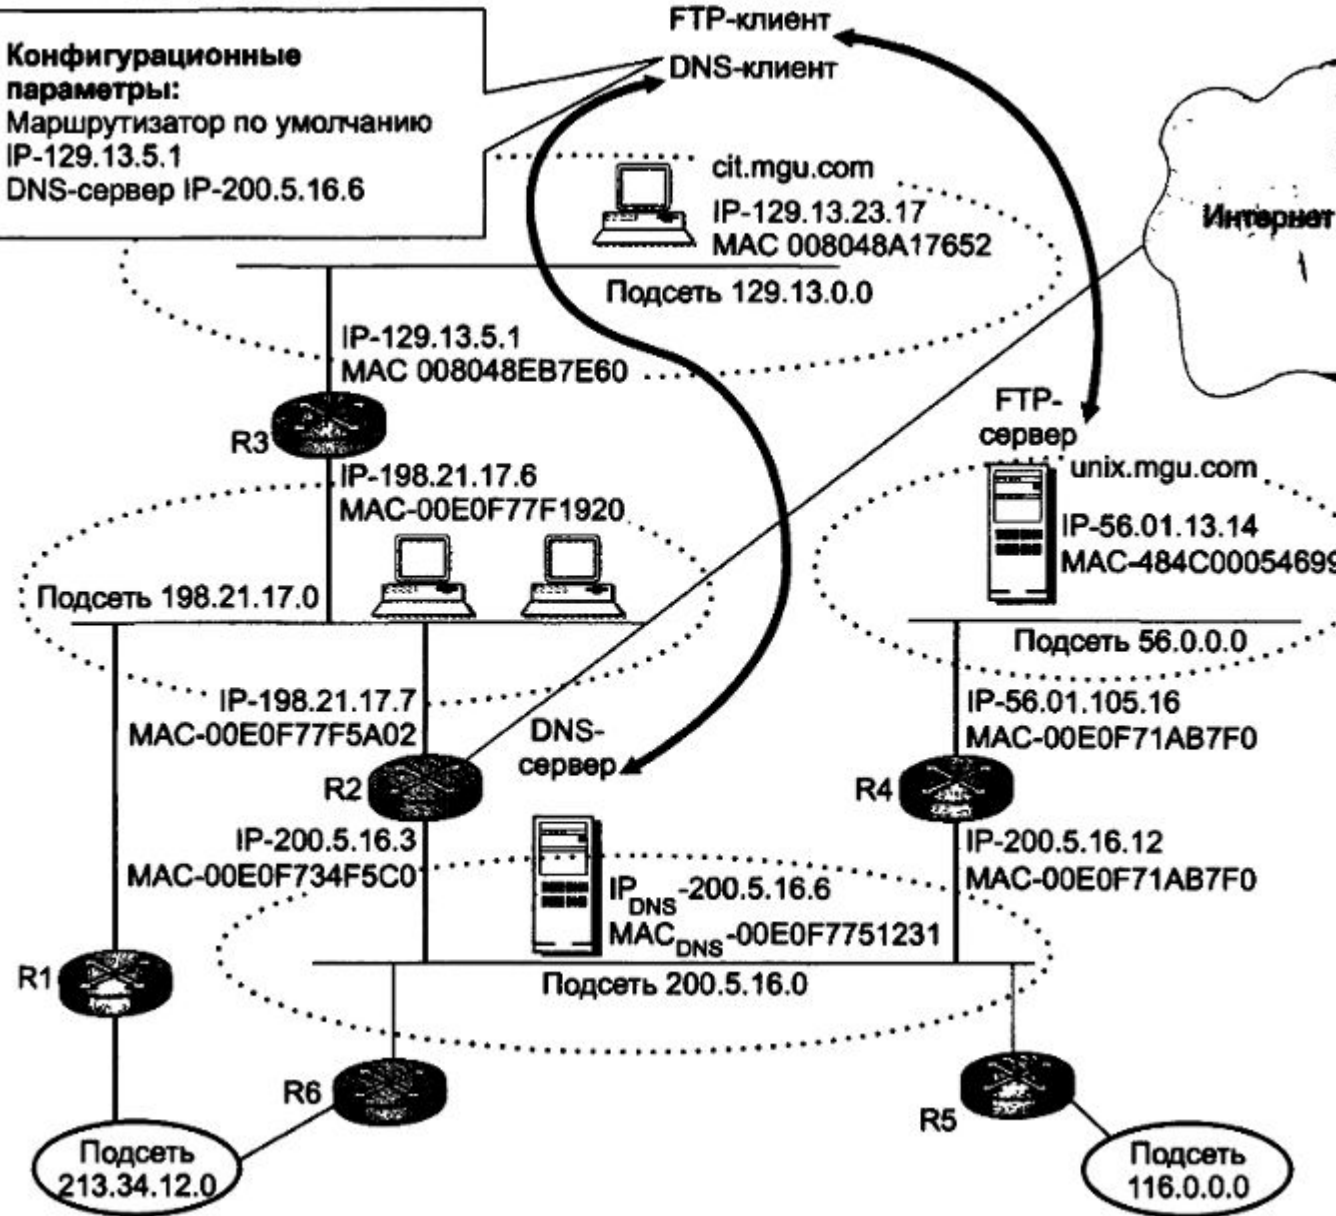 Конфигурационные
параметры:
Маршрутизатор по умолчанию
IP-129.13.5.1
DNS-сервер IP-200.5.16.6
FTP-клиент
DNS-клиент
cit.mgu.com
IP-129.13.23.17
MAC 008048A17652
Подсеть 129.13.0.0
Интернет
IP-129.13.5.1
MAC 008048EB7E60
R3
FTP-
сервер
unix.mgu.com
IP-56.01.13.14
MAC-484C00054699
IP-198.21.17.6
MAC-00E0F77F1920
Подсеть 198.21.17.0
Подсеть 56.0.0.0
IP-198.21.17.7
MAC-00E0F77F5A02
R2
DNS-
сервер
IP-56.01.105.16
MAC-00E0F71AB7F0
R4
IP-200.5.16.3
MAC-00E0F734F5C0
IP-200.5.16.12
MAC-00E0F71AB7F0
IPDNS-200.5.16.6
MACDNS-00E0F7751231
R1
Подсеть 200.5.16.0
R6
R5
Подсеть
213.34.12.0
Подсеть
116.0.0.0